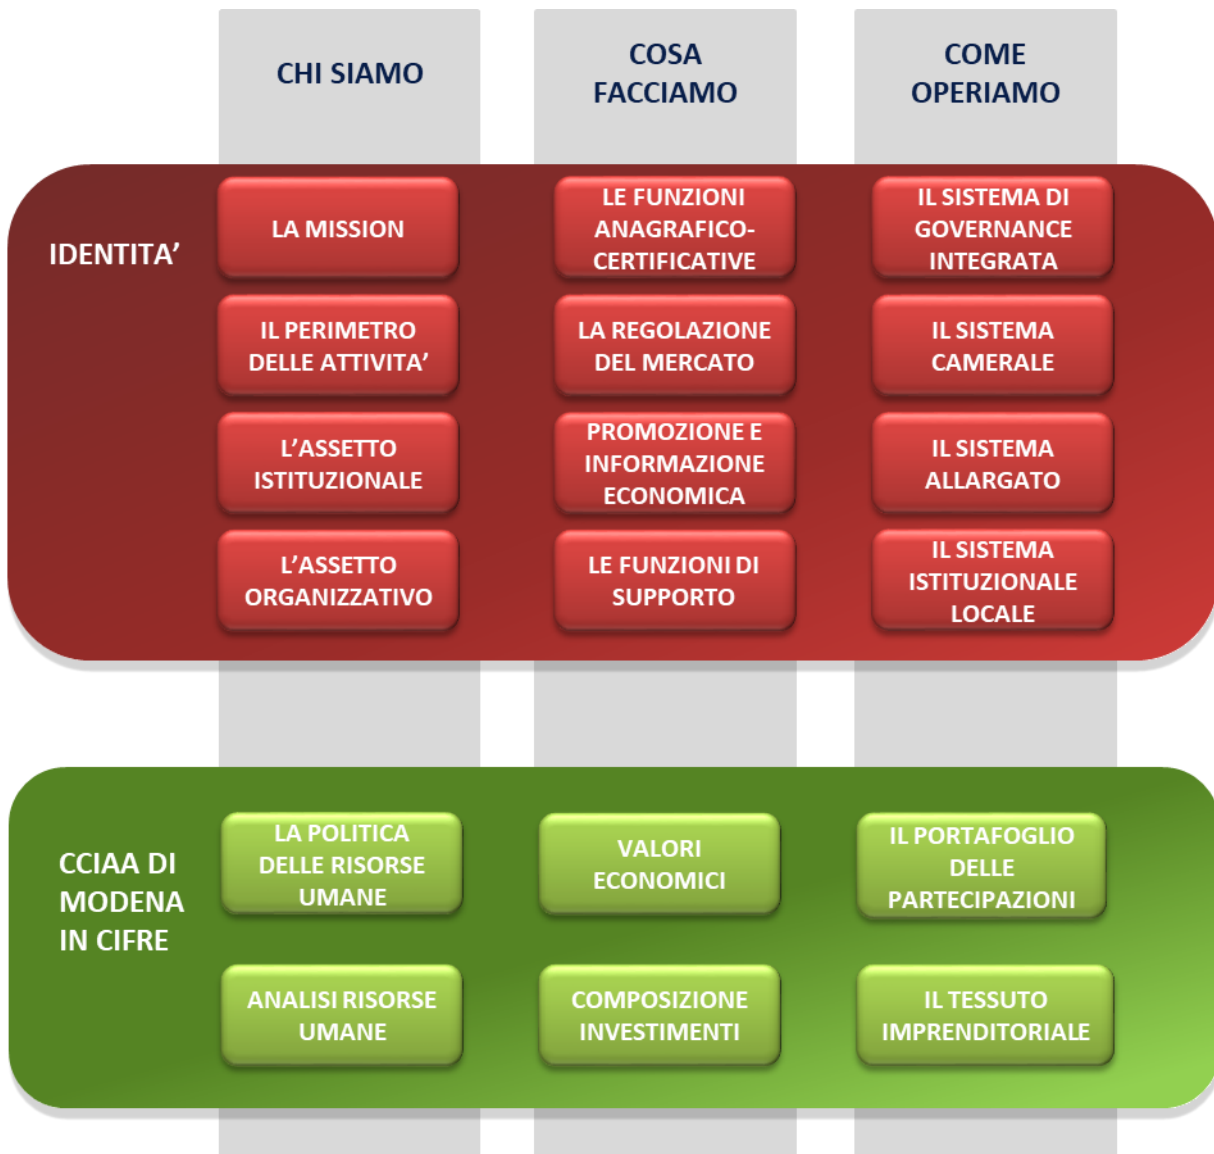 CHI SIAMO
COSA
FACCIAMO
COME
OPERIAMO
IDENTITA’
LA MISSION
LE FUNZIONI
ANAGRAFICO-
CERTIFICATIVE
IL SISTEMA DI
GOVERNANCE
INTEGRATA
IL PERIMETRO
DELLE ATTIVITA’
LA REGOLAZIONE
DEL MERCATO
IL SISTEMA
CAMERALE
L’ASSETTO
ISTITUZIONALE
PROMOZIONE E
INFORMAZIONE
ECONOMICA
IL SISTEMA
ALLARGATO
L’ASSETTO
ORGANIZZATIVO
LE FUNZIONI DI
SUPPORTO
IL SISTEMA
ISTITUZIONALE
LOCALE
CCIAA DI
MODENA
IN CIFRE
LA POLITICA
DELLE RISORSE
UMANE
VALORI
ECONOMICI
IL PORTAFOGLIO
DELLE
PARTECIPAZIONI
ANALISI RISORSE
UMANE
COMPOSIZIONE
INVESTIMENTI
IL TESSUTO
IMPRENDITORIALE